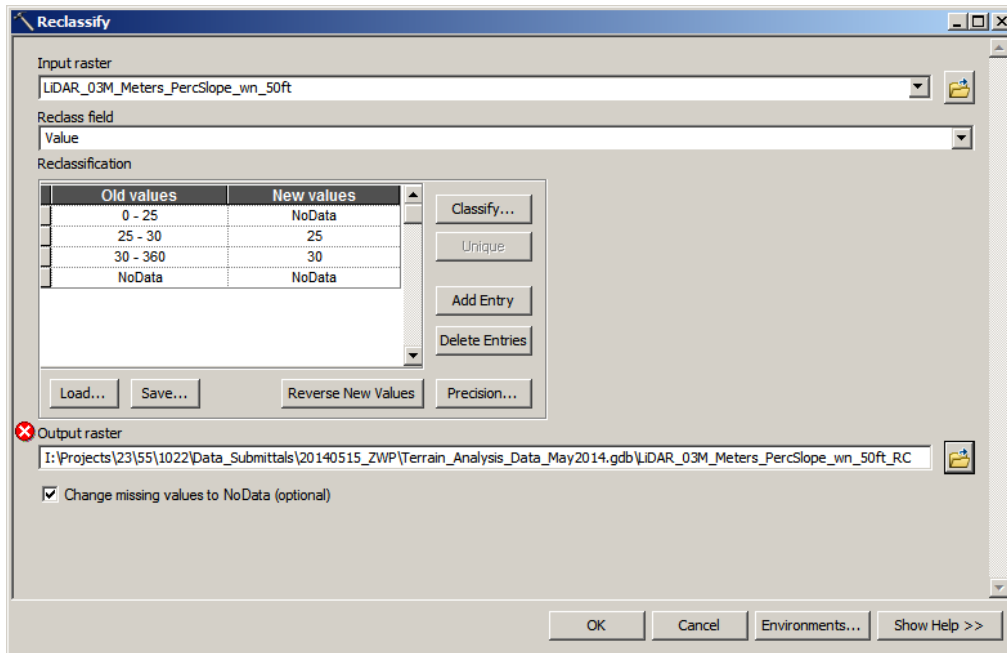 Reclassify
Input raster
LiDAR_03M_Meters_PercSlope_wn_50ft
Reclass field
Value
Reclassification
Old values New values
0 - 25 NoData
25 - 30 25
30 - 360 30
NoData NoData
Classify...
Unique
Add Entry
Delete Entries
Load... Save... Reverse New Values Precision...
Output raster
I:\Projects\23\55\1022\Data_Submittals\20140515_ZWP\Terrain_Analysis_Data_May2014.gdb\LiDAR_03M_Meters_PercSlope_wn_50ft_RC
Change missing values to NoData (optional)
OK Cancel Environments... Show Help >>